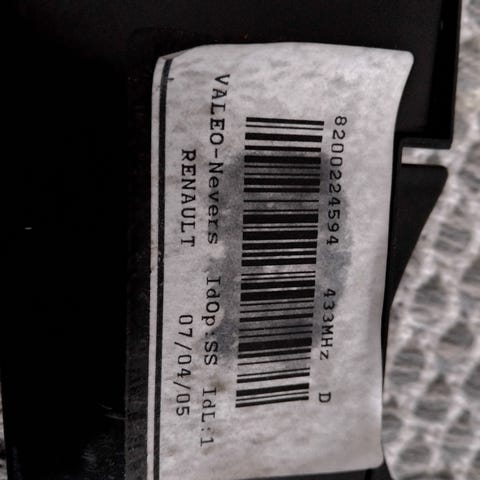 8200224594 433MHz D
VALEO-Nevers IdOp:SS IdL:1
RENAULT 07/04/05